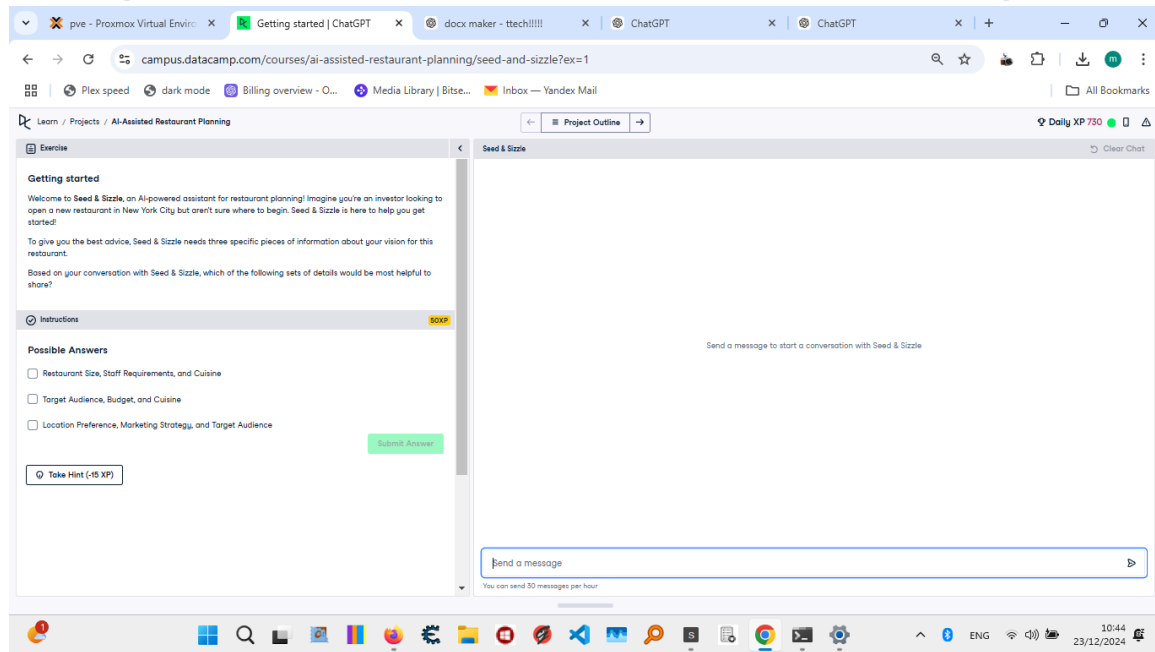 pve - Proxmox Virtual Enviro
Getting started | ChatGPT
docx maker - ttech!!!!!
ChatGPT
ChatGPT
campus.datacamp.com/courses/ai-assisted-restaurant-planning/seed-and-sizzle?ex=1
m
Plex speed
dark mode
Billing overview - O...
Media Library | Bitse...
Inbox — Yandex Mail
All Bookmarks
Learn / Projects / AI-Assisted Restaurant Planning
Project Outline
Daily XP 730
Exercise
Seed & Sizzle
Clear Chat
Getting started
Welcome to Seed & Sizzle, an AI-powered assistant for restaurant planning! Imagine you're an investor looking to
open a new restaurant in New York City but aren't sure where to begin. Seed & Sizzle is here to help you get
started!
To give you the best advice, Seed & Sizzle needs three specific pieces of information about your vision for this
restaurant.
Based on your conversation with Seed & Sizzle, which of the following sets of details would be most helpful to
share?
Instructions
50XP
Possible Answers
Restaurant Size, Staff Requirements, and Cuisine
Target Audience, Budget, and Cuisine
Location Preference, Marketing Strategy, and Target Audience
Submit Answer
Take Hint (-15 XP)
Send a message to start a conversation with Seed & Sizzle
Send a message
You can send 30 messages per hour
1
S
ENG
10:44
23/12/2024